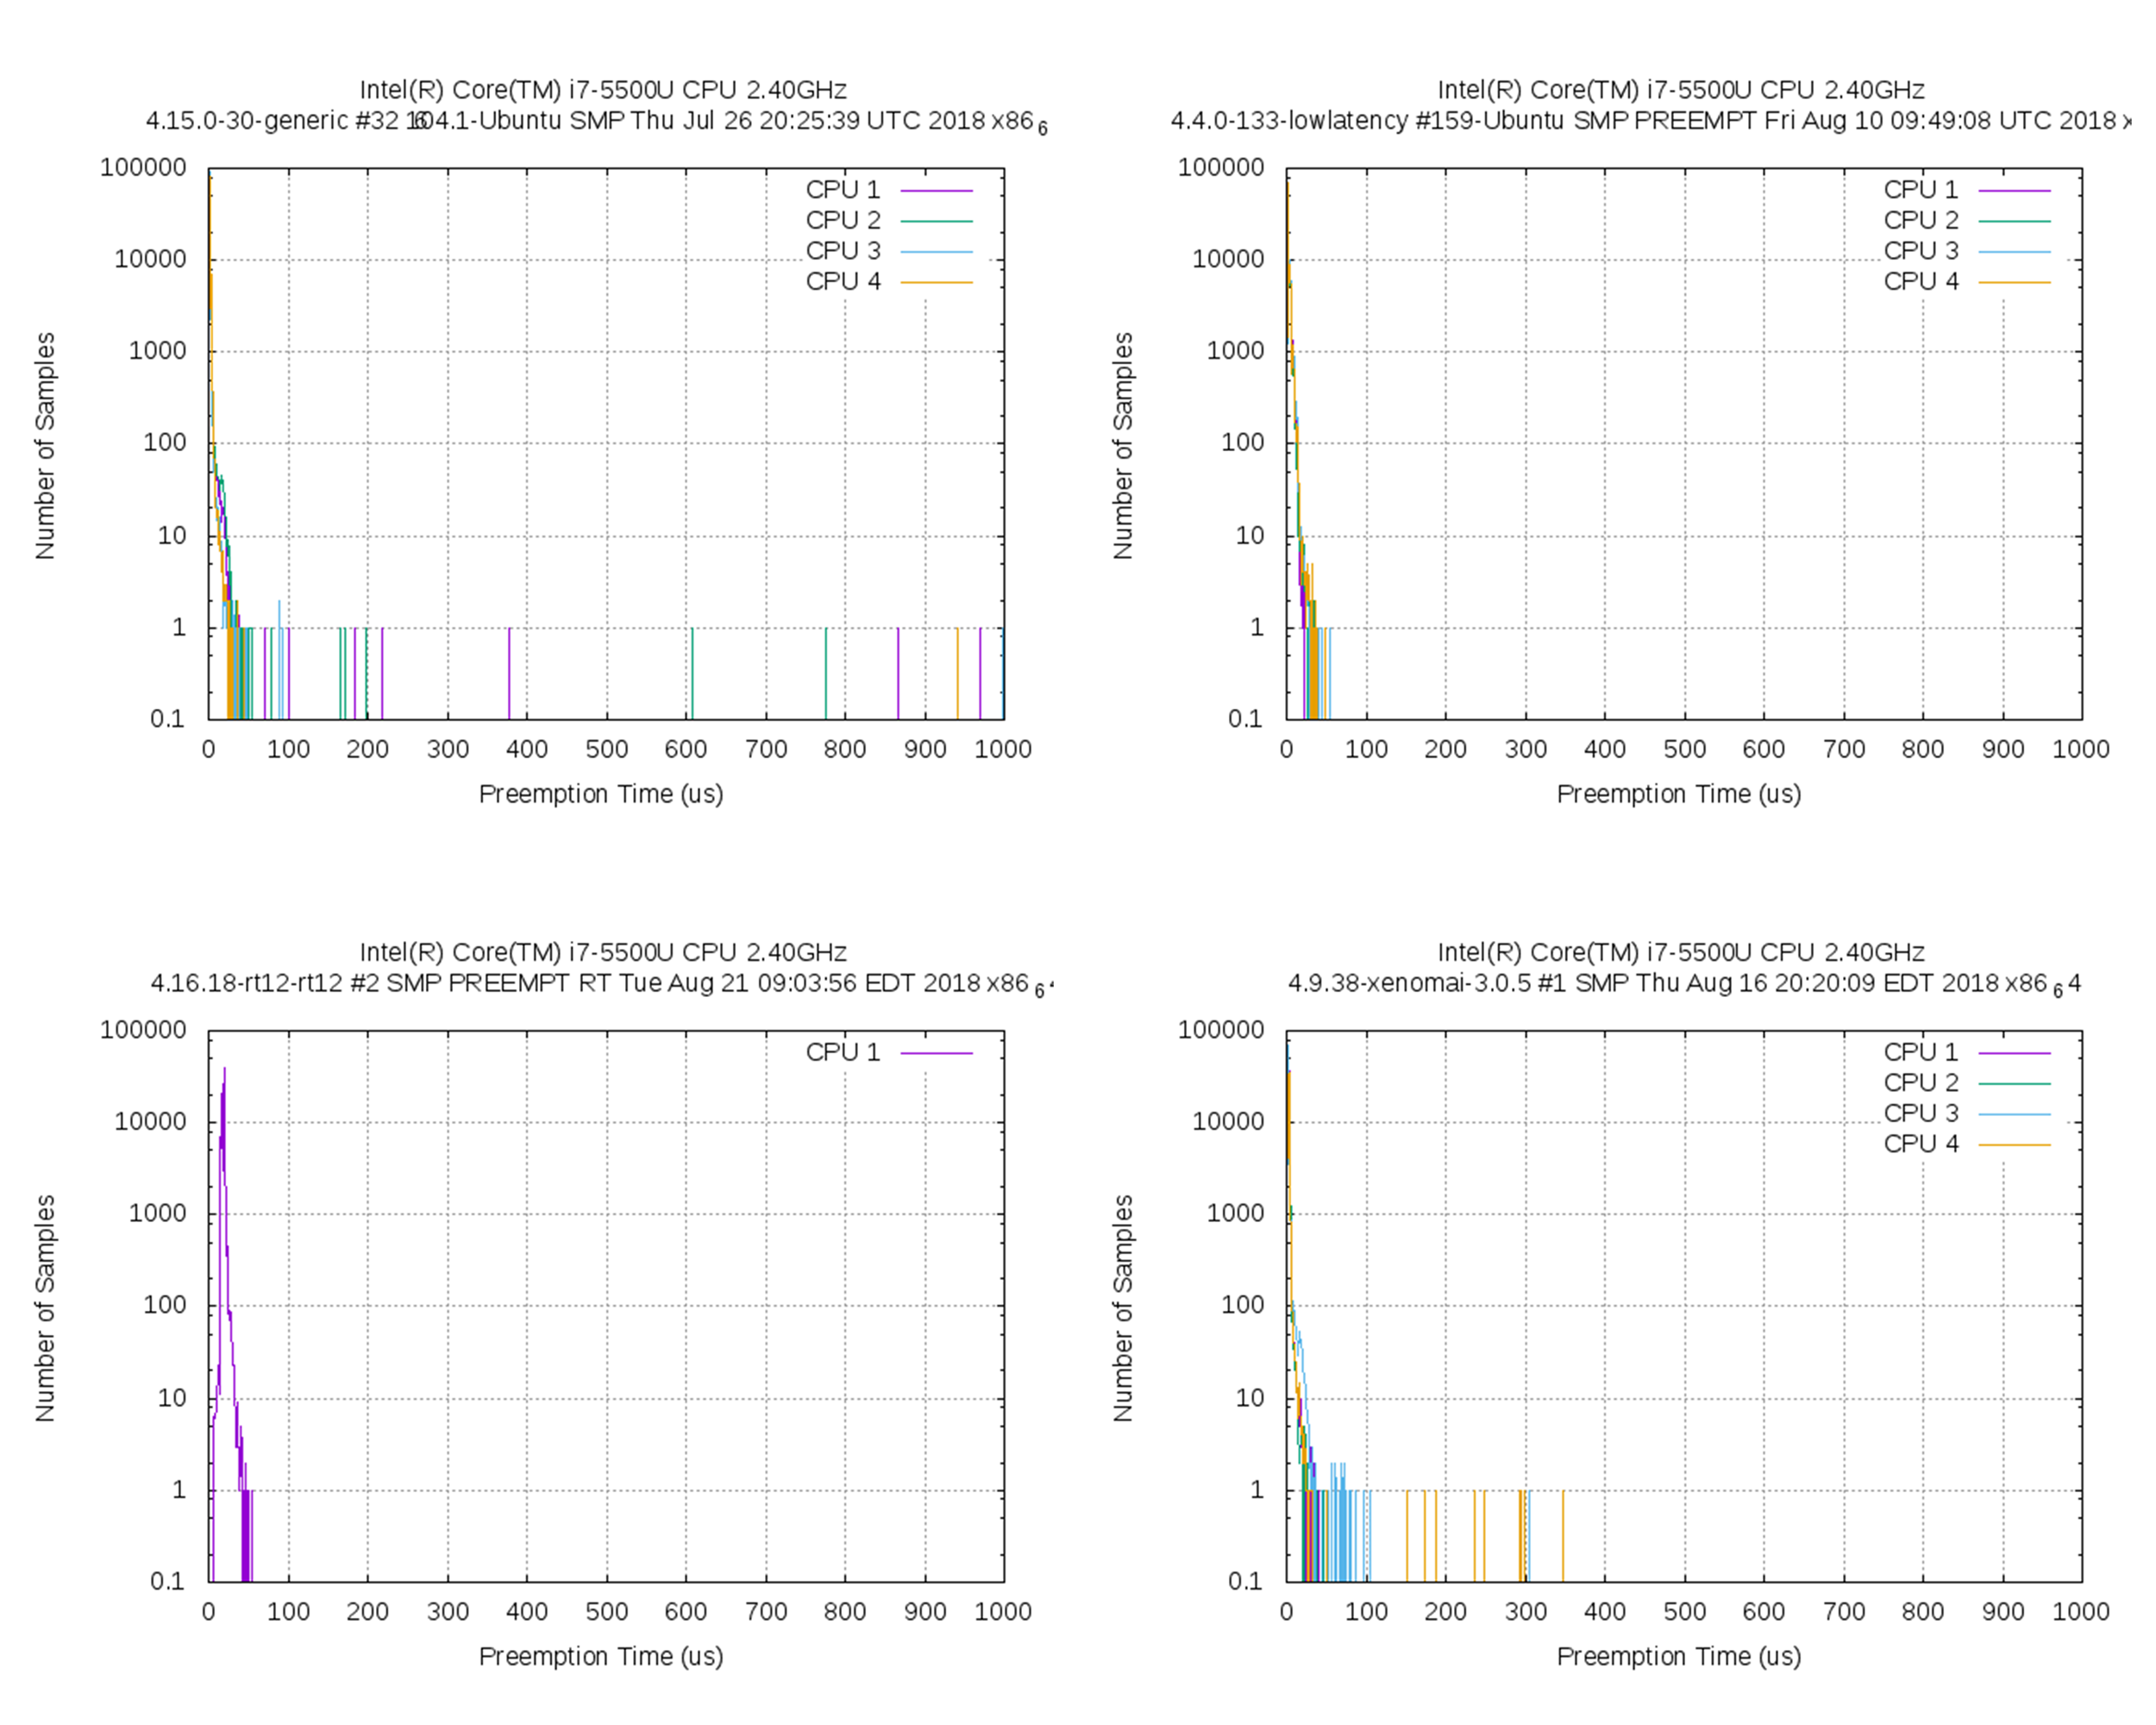 Intel(R) Core(TM) i7-5500U CPU 2.40GHz
4.15.0-30-generic #32 16 04.1-Ubuntu SMP Thu Jul 26 20:25:39 UTC 2018 x86 6
CPU 1
CPU 2
CPU 3
CPU 4
100000
10000
1000
100
10
1
0.1
Number of Samples
0 100 200 300 400 500 600 700 800 900 1000
Preemption Time (us)
Intel(R) Core(TM) i7-5500U CPU 2.40GHz
4.4.0-133-lowlatency #159-Ubuntu SMP PREEMPT Fri Aug 10 09:49:08 UTC 2018 x
CPU 1
CPU 2
CPU 3
CPU 4
100000
10000
1000
100
10
1
0.1
Number of Samples
0 100 200 300 400 500 600 700 800 900 1000
Preemption Time (us)
Intel(R) Core(TM) i7-5500U CPU 2.40GHz
4.16.18-rt12-rt12 #2 SMP PREEMPT RT Tue Aug 21 09:03:56 EDT 2018 x86 6
CPU 1
100000
10000
1000
100
10
1
0.1
Number of Samples
0 100 200 300 400 500 600 700 800 900 1000
Preemption Time (us)
Intel(R) Core(TM) i7-5500U CPU 2.40GHz
4.9.38-xenomai-3.0.5 #1 SMP Thu Aug 16 20:20:09 EDT 2018 x86 6 4
CPU 1
CPU 2
CPU 3
CPU 4
100000
10000
1000
100
10
1
0.1
Number of Samples
0 100 200 300 400 500 600 700 800 900 1000
Preemption Time (us)